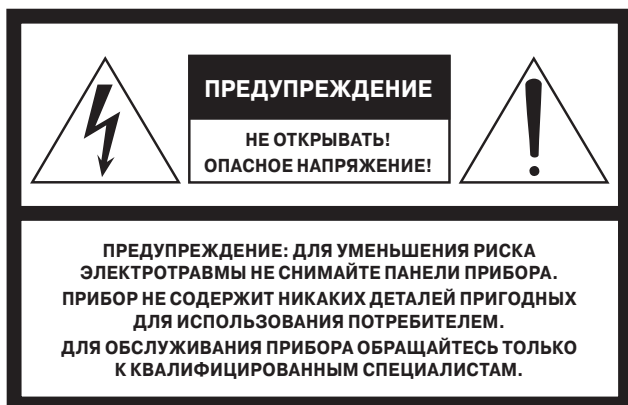 ПРЕДУПРЕЖДЕНИЕ
НЕ ОТКРЫВАТЬ!
ОПАСНОЕ НАПРЯЖЕНИЕ!
ПРЕДУПРЕЖДЕНИЕ: ДЛЯ УМЕНЬШЕНИЯ РИСКА
ЭЛЕКТРОТРАВМЫ НЕ СНИМАЙТЕ ПАНЕЛИ ПРИБОРА.
ПРИБОР НЕ СОДЕРЖИТ НИКАКИХ ДЕТАЛЕЙ ПРИГОДНЫХ
ДЛЯ ИСПОЛЬЗОВАНИЯ ПОТРЕБИТЕЛЕМ.
ДЛЯ ОБСЛУЖИВАНИЯ ПРИБОРА ОБРАЩАЙТЕСЬ ТОЛЬКО
К КВАЛИФИЦИРОВАННЫМ СПЕЦИАЛИСТАМ.